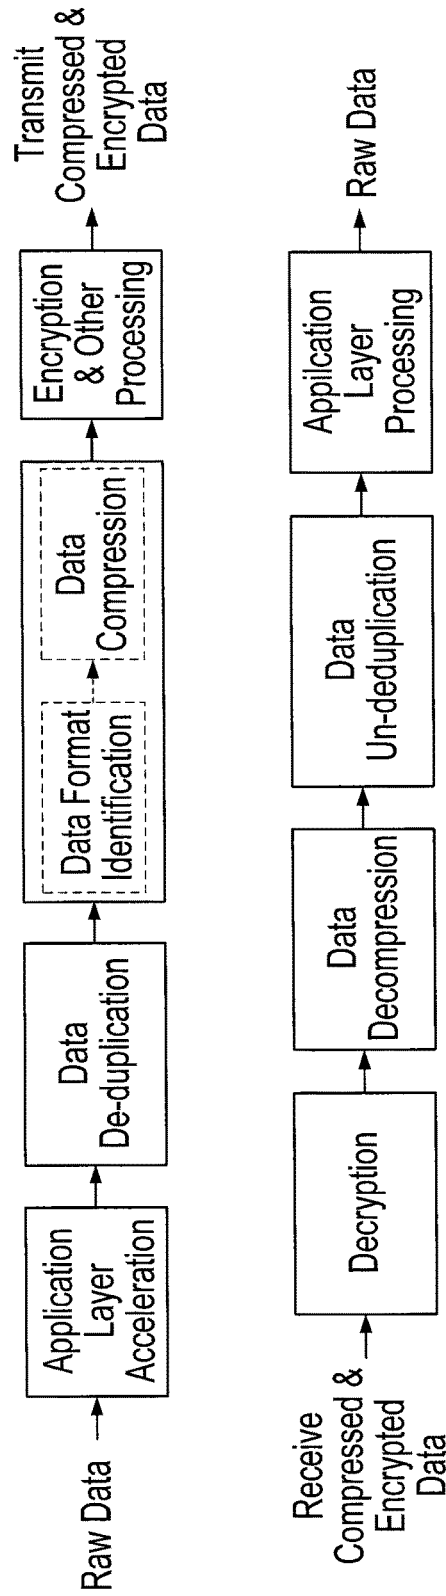 Raw Data
Application
Layer
Acceleration
Data
De-duplication
Data Format
Identification
Data
Compression
Encryption
& Other
Processing
Transmit
Compressed &
Encrypted
Data
Receive
Compressed &
Encrypted
Data
Decryption
Data
Decompression
Data
Un-deduplication
Application
Layer
Processing
Raw Data